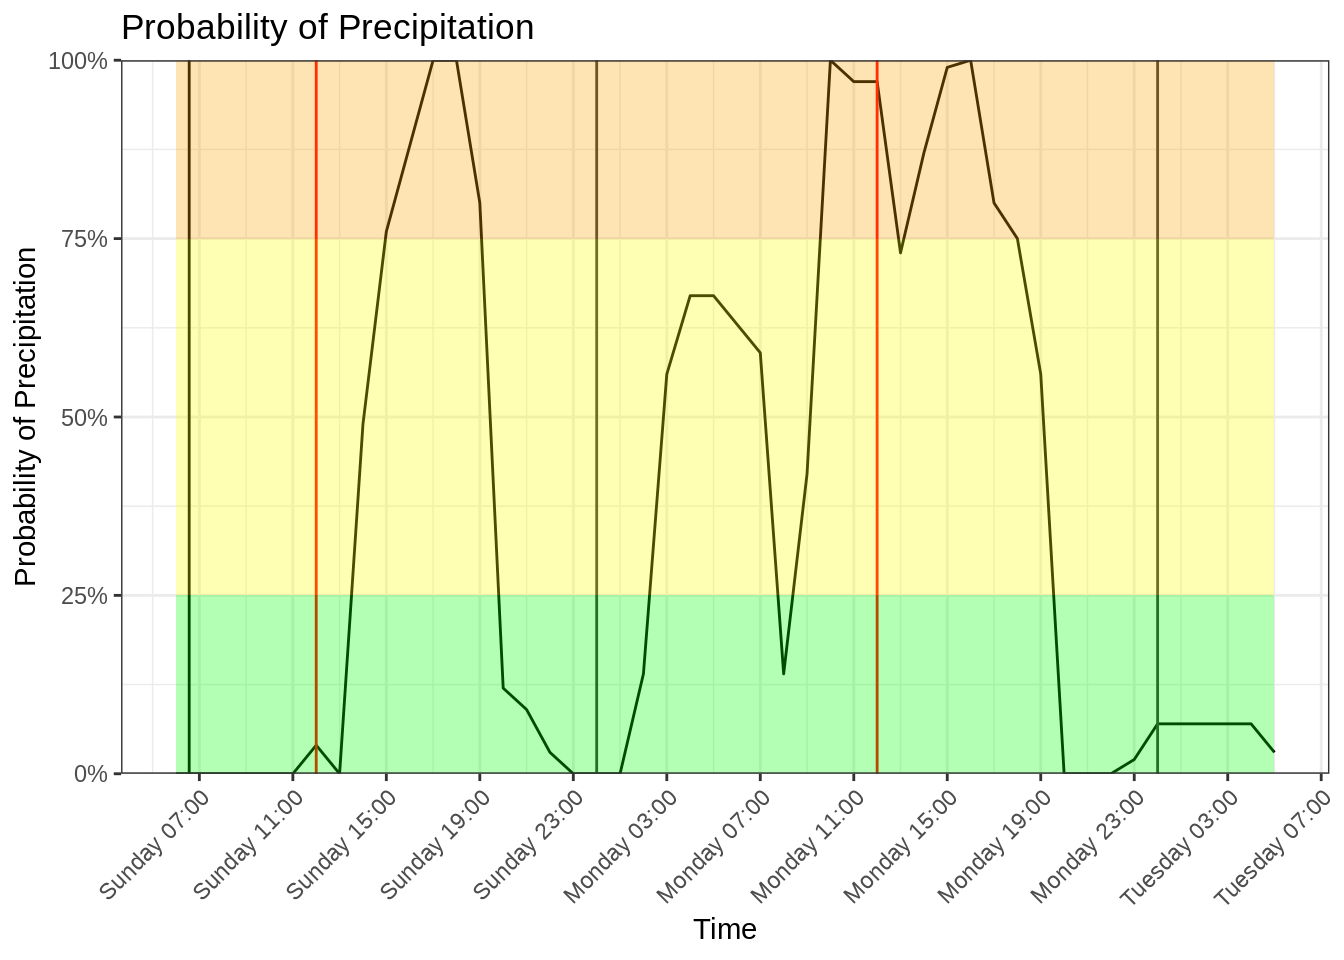 Probability of Precipitation
Probability of Precipitation
100%
75%
50%
25%
0%
Sunday 07:00
Sunday 11:00
Sunday 15:00
Sunday 19:00
Sunday 23:00
Monday 03:00
Monday 07:00
Monday 11:00
Monday 15:00
Monday 19:00
Monday 23:00
Tuesday 03:00
Tuesday 07:00
Time